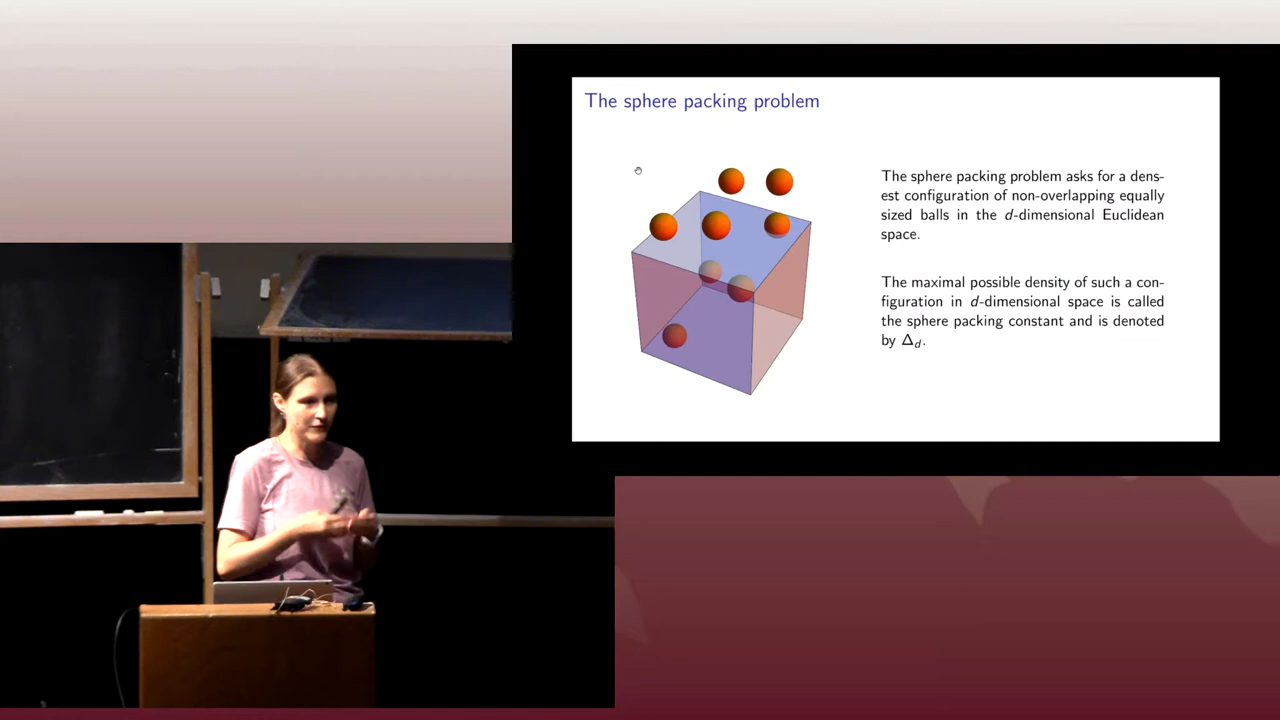 The sphere packing problem
The sphere packing problem asks for a dens-
est configuration of non-overlapping equally
sized balls in the d-dimensional Euclidean
space.
The maximal possible density of such a con-
figuration in d-dimensional space is called
the sphere packing constant and is denoted
by Δ_d.